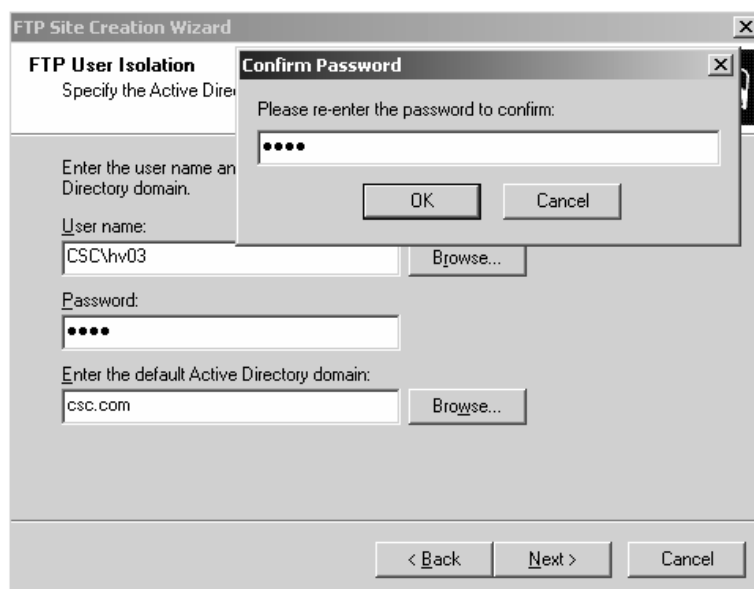 FTP Site Creation Wizard
FTP User Isolation
Specify the Active Dire
Confirm Password
Please re-enter the password to confirm:
••••
OK
Cancel
Enter the user name an
Directory domain.
User name:
CSC\hv03
Browse...
Password:
••••
Enter the default Active Directory domain:
csc.com
Browse...
< Back
Next >
Cancel